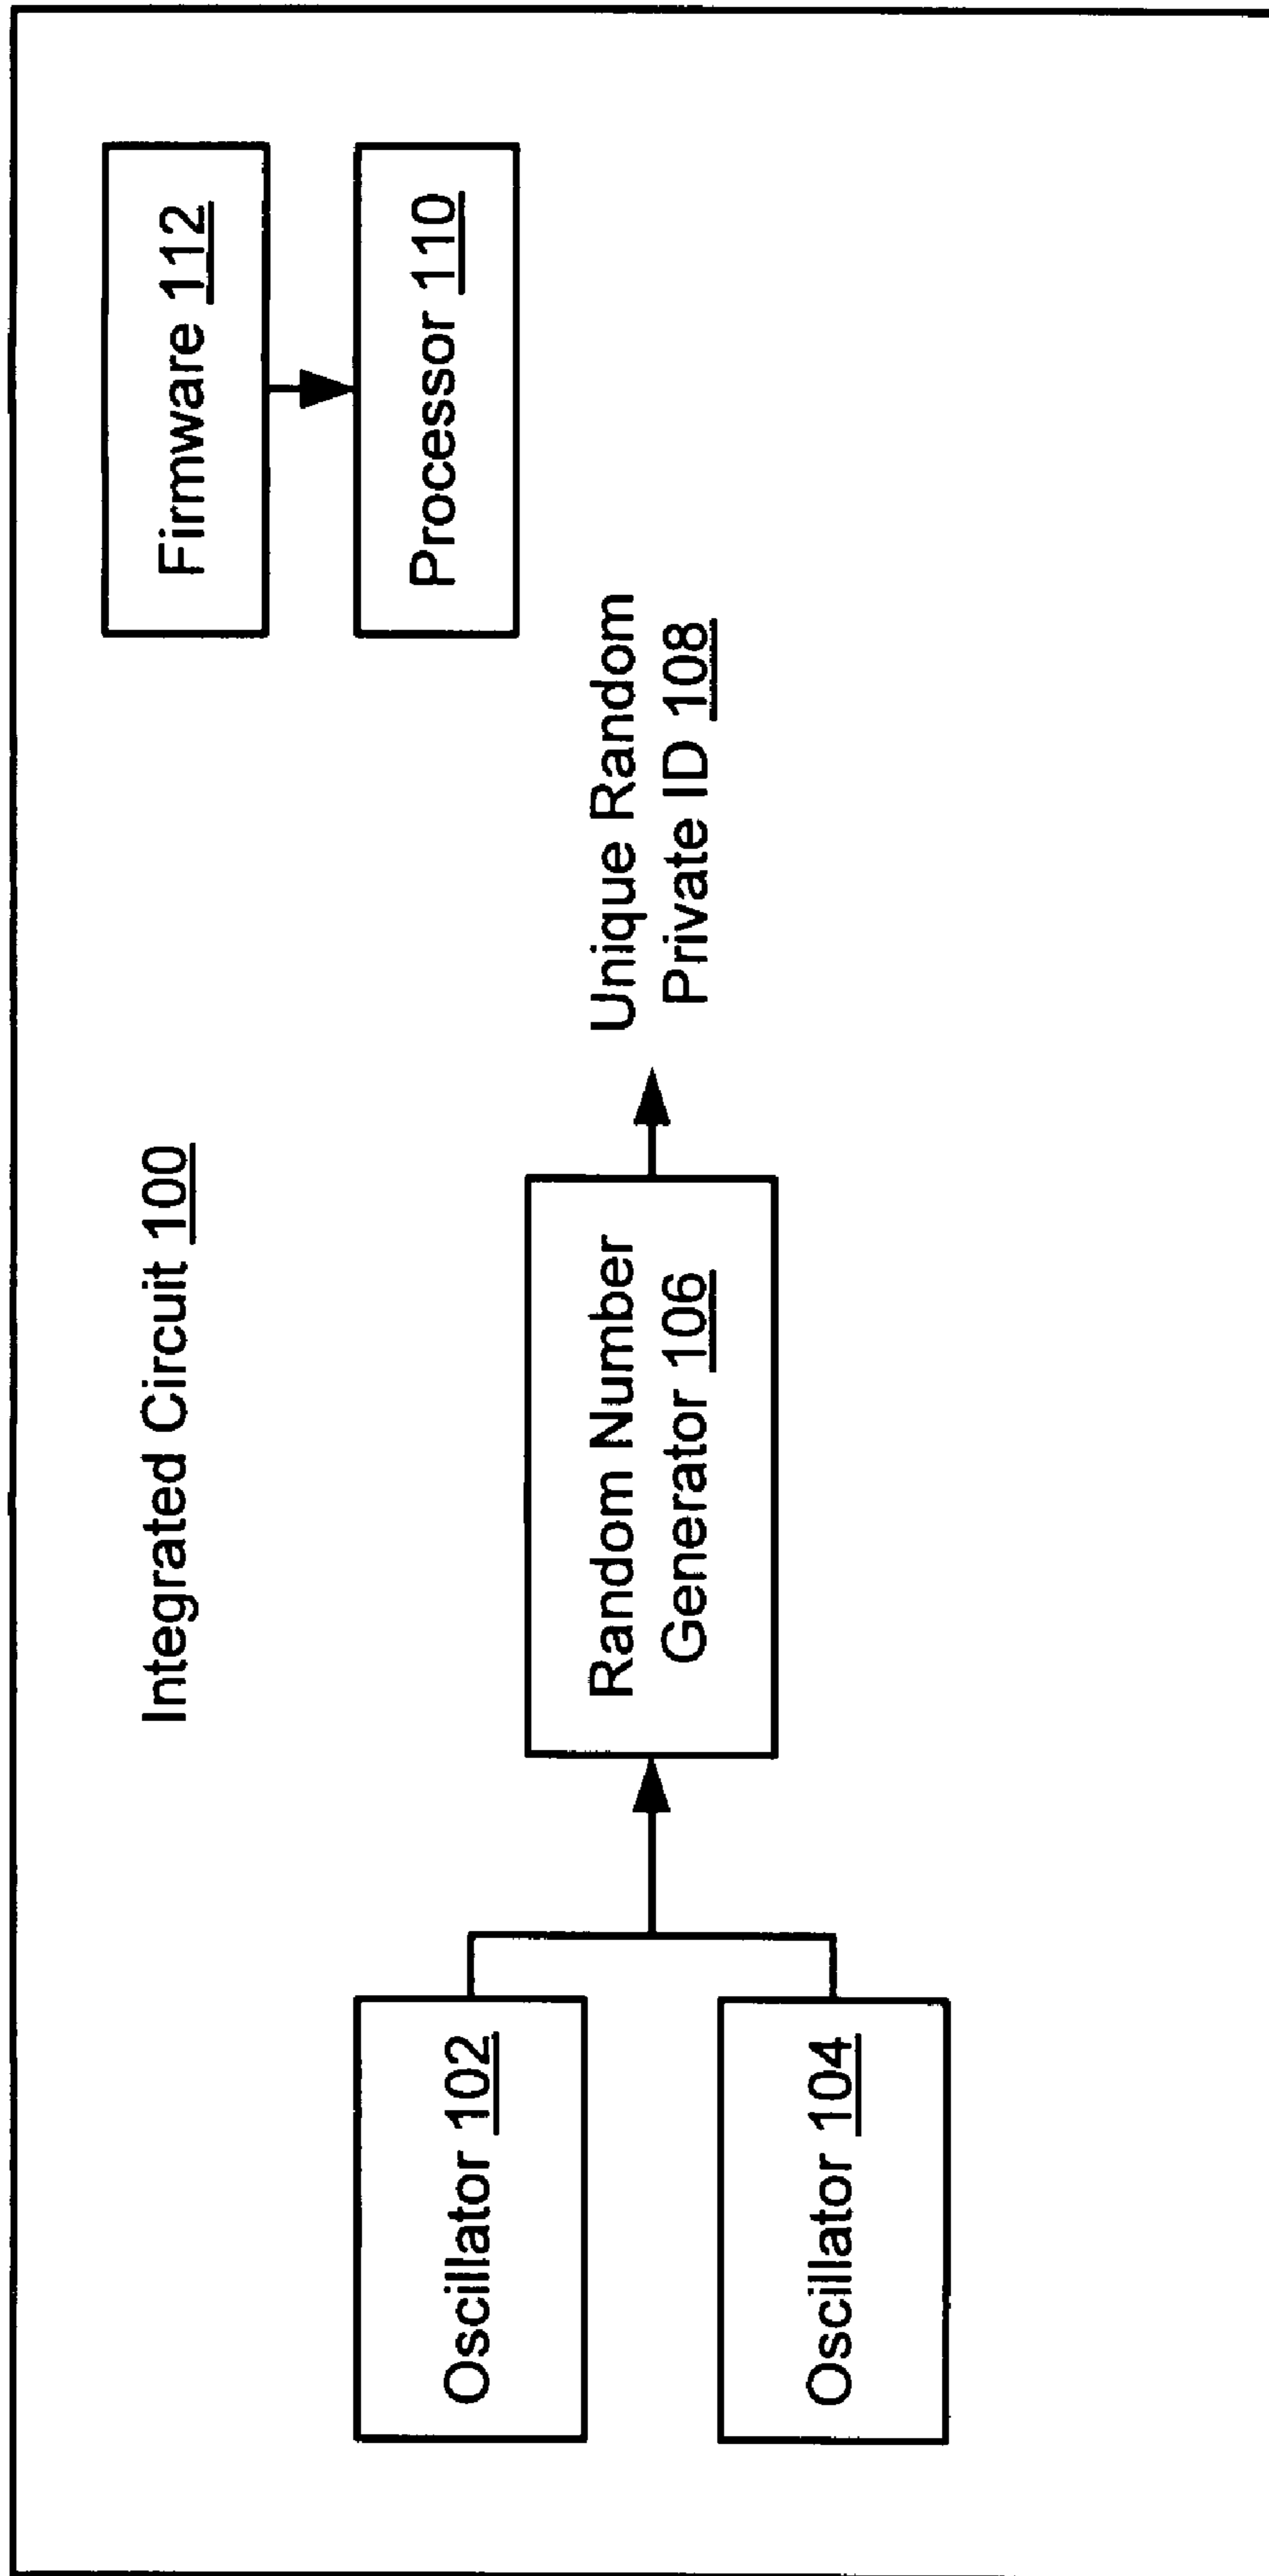 Integrated Circuit 100
Firmware 112
Processor 110
Oscillator 102
Oscillator 104
Random Number
Generator 106
Unique Random
Private ID 108